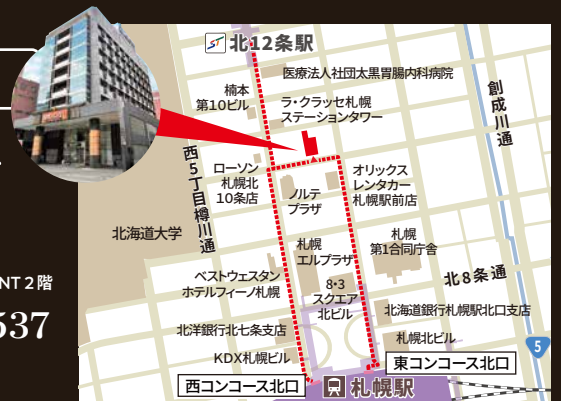 北12条駅
医療法人社団太黒胃腸内科病院
楠本
第10ビル
ラ・クラッセ札幌
ステーションタワー
創成川通
西5丁目樽川通
ローソン
札幌北
10条店
ノルテ
プラザ
オリックス
レンタカー
札幌駅前店
北海道大学
札幌
エルプラザ
札幌
第1合同庁舎
北8条通
ベストウェスタン
ホテルフィーノ札幌
8・3
スクエア
北ビル
NT 2階
537
北洋銀行北七条支店
北海道銀行札幌駅北口支店
札幌北ビル
5
KDX札幌ビル
東コンコース北口
西コンコース北口
札幌駅